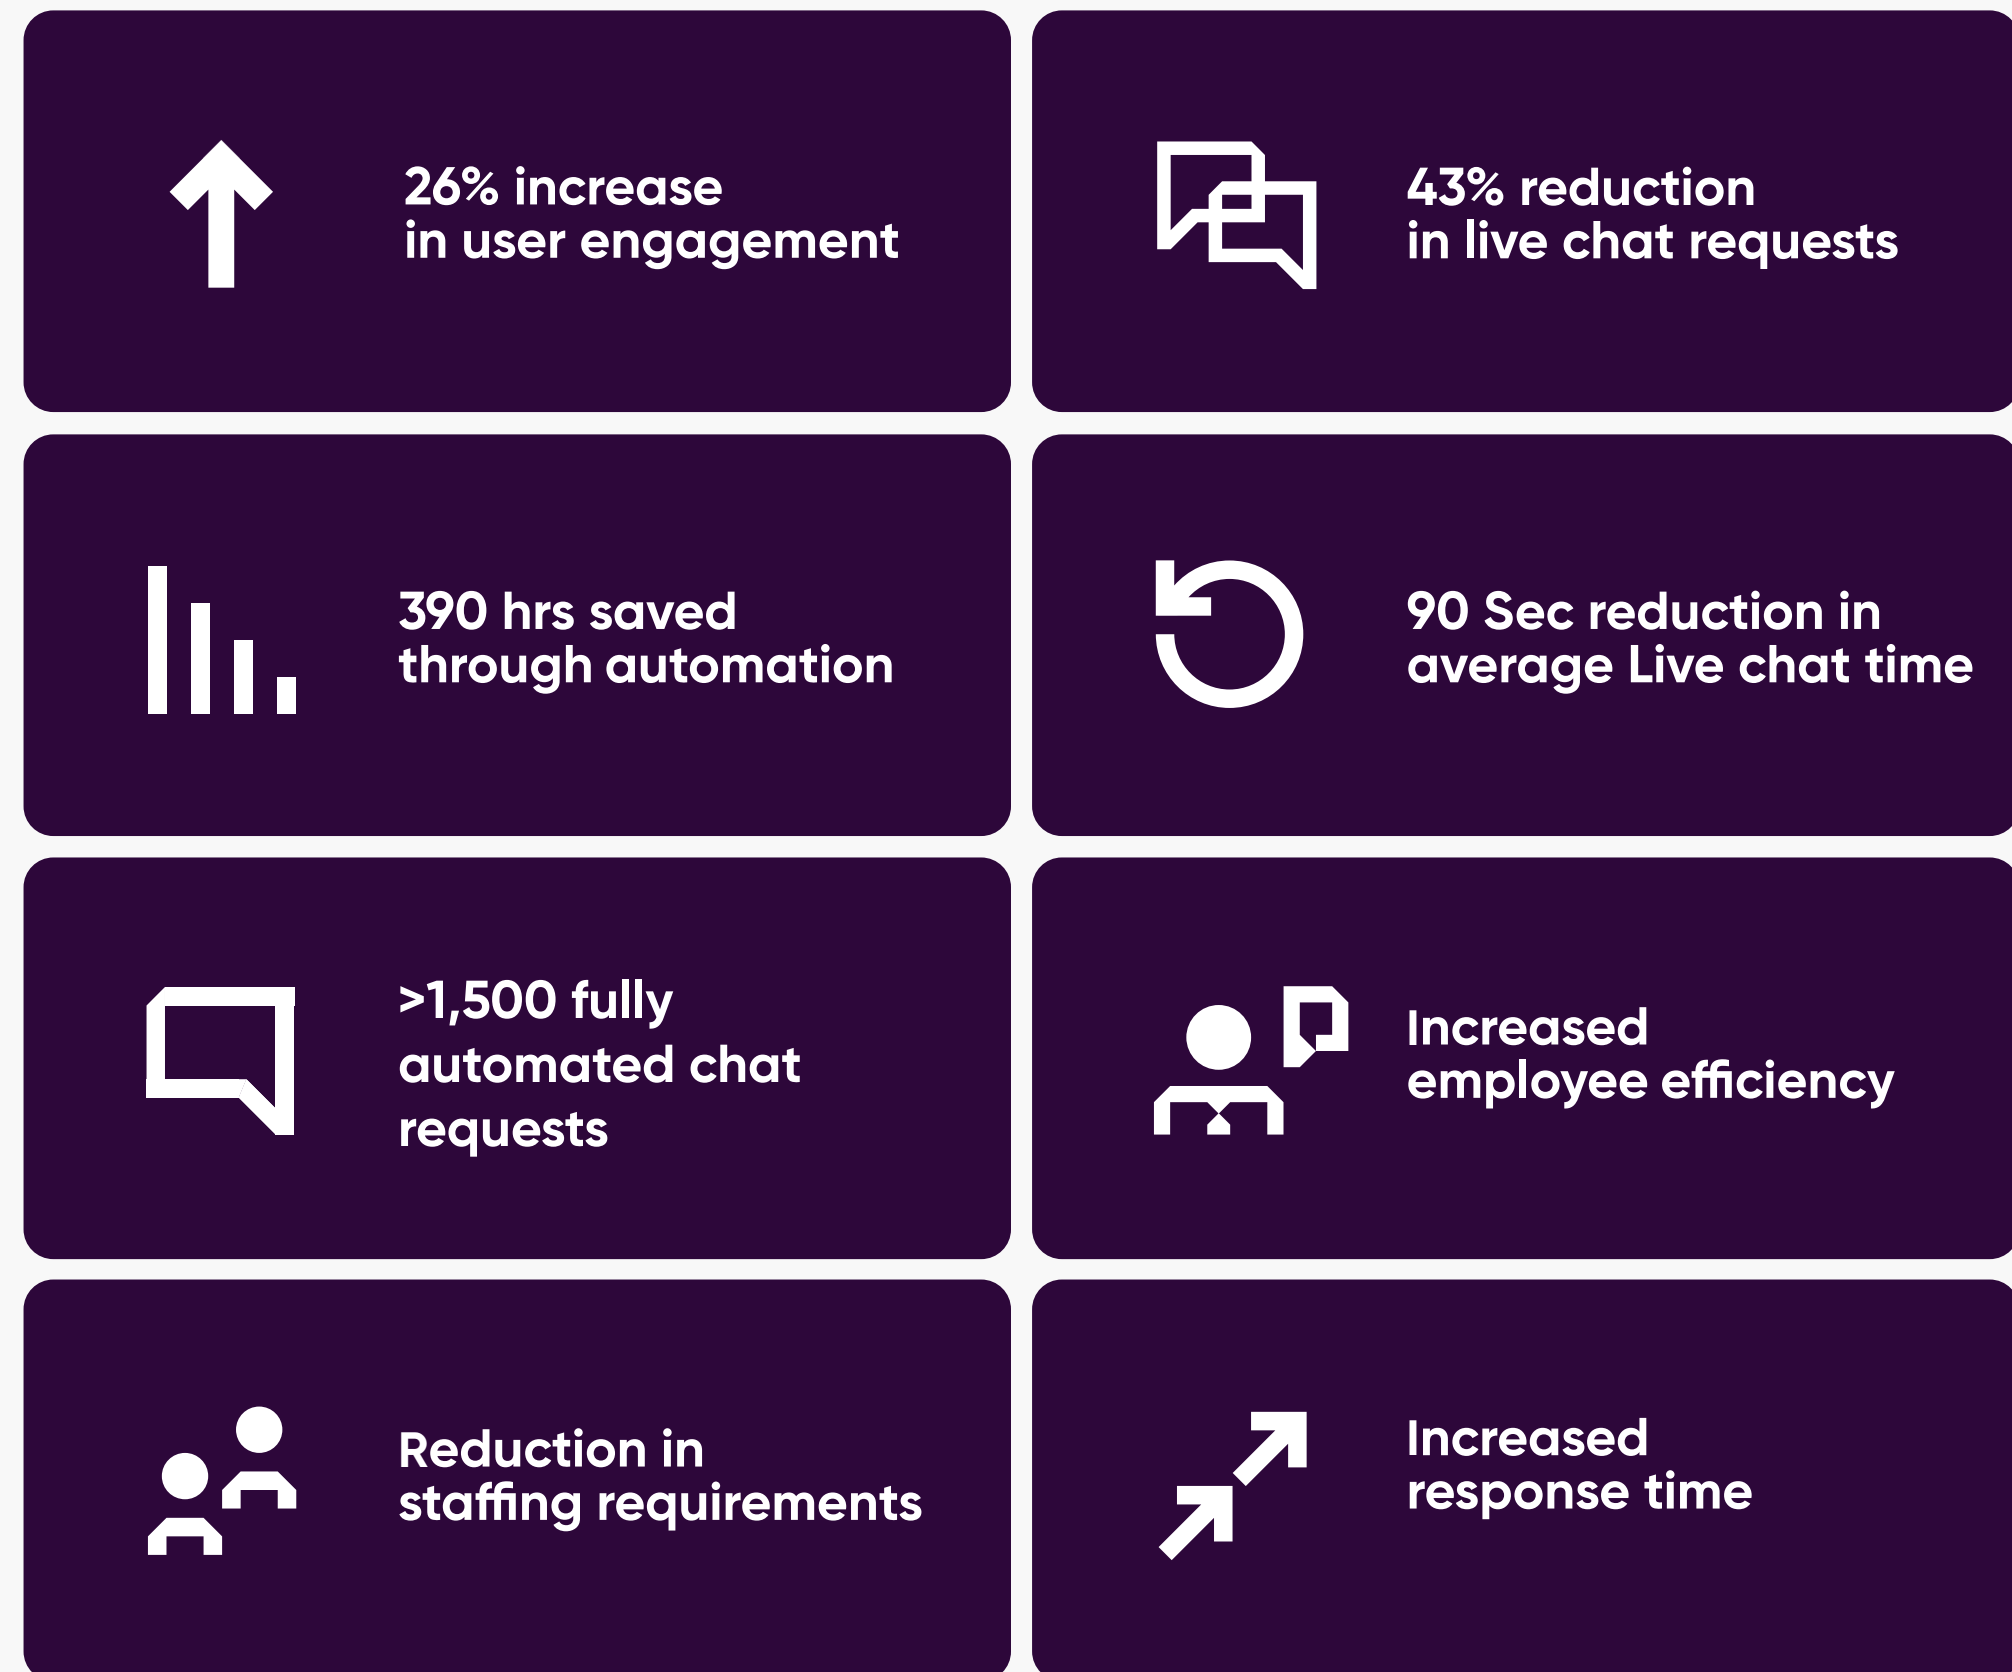 26% increase
in user engagement
43% reduction
in live chat requests
390 hrs saved
through automation
90 Sec reduction in
average Live chat time
>1,500 fully
automated chat
requests
Increased
employee efficiency
Reduction in
staffing requirements
Increased
response time